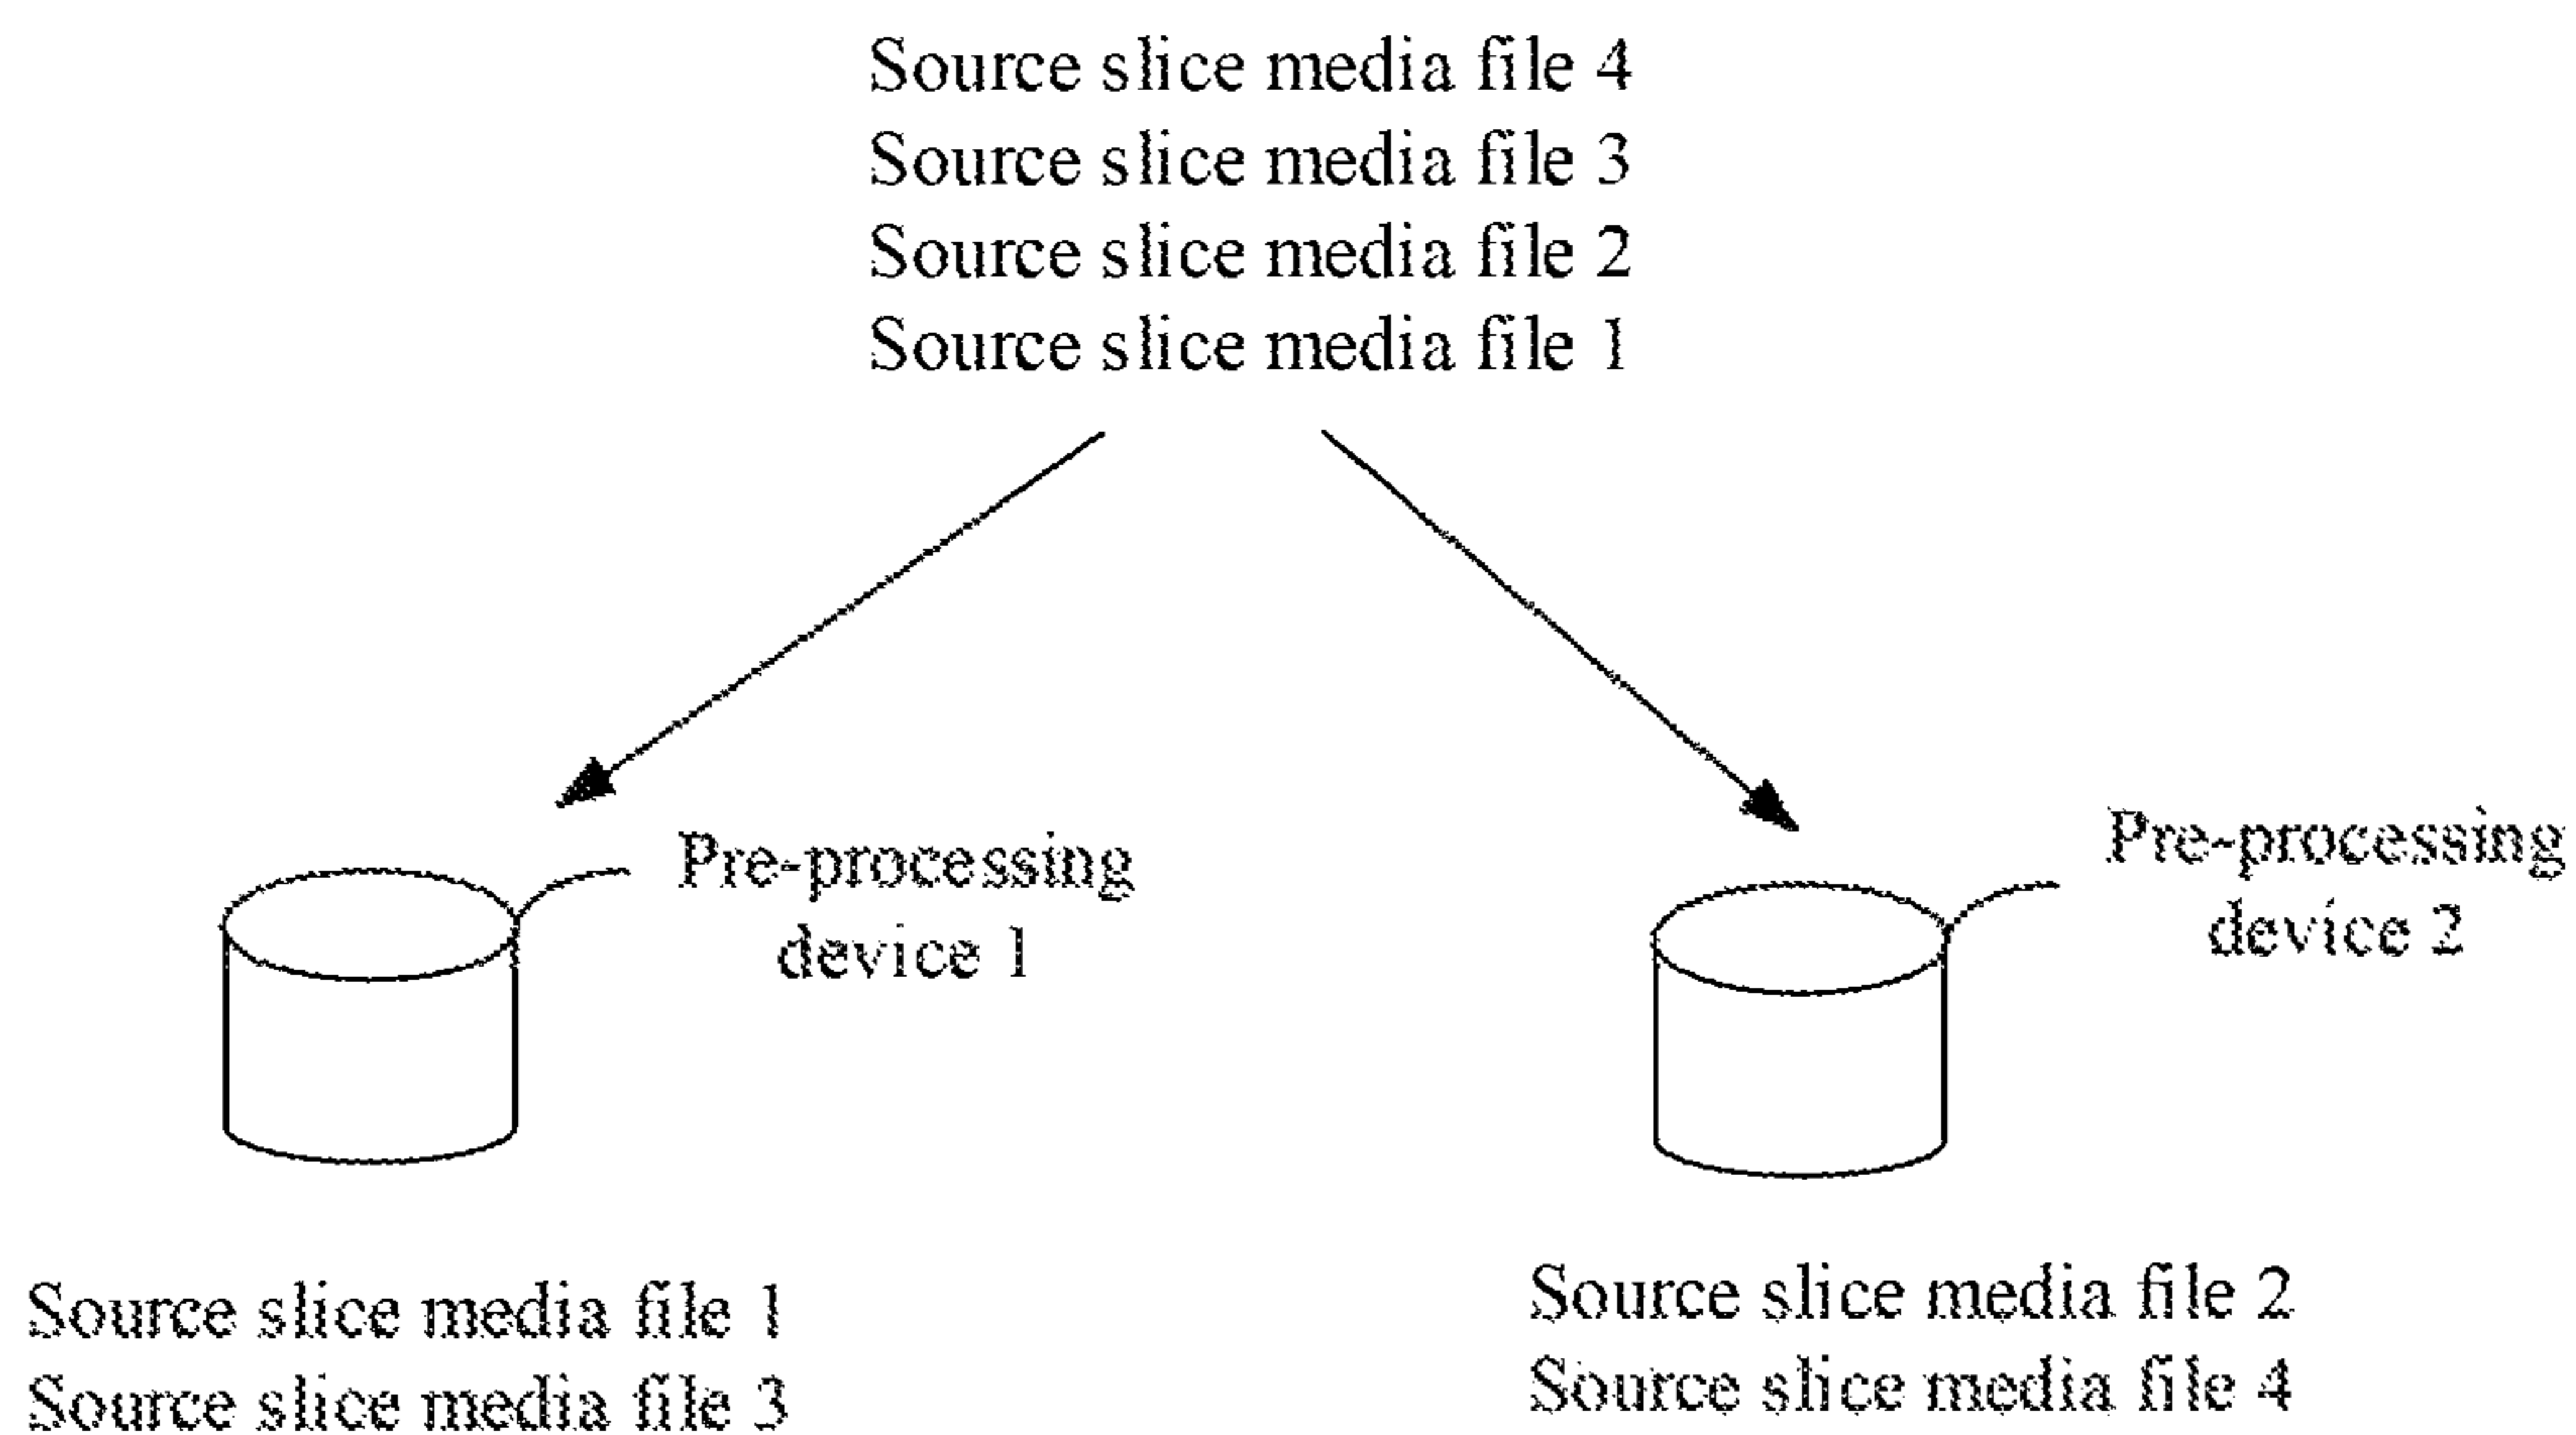 Source slice media file 4
Source slice media file 3
Source slice media file 2
Source slice media file 1
Pre-processing
device 1
Pre-processing
device 2
Source slice media file 1
Source slice media file 3
Source slice media file 2
Source slice media file 4